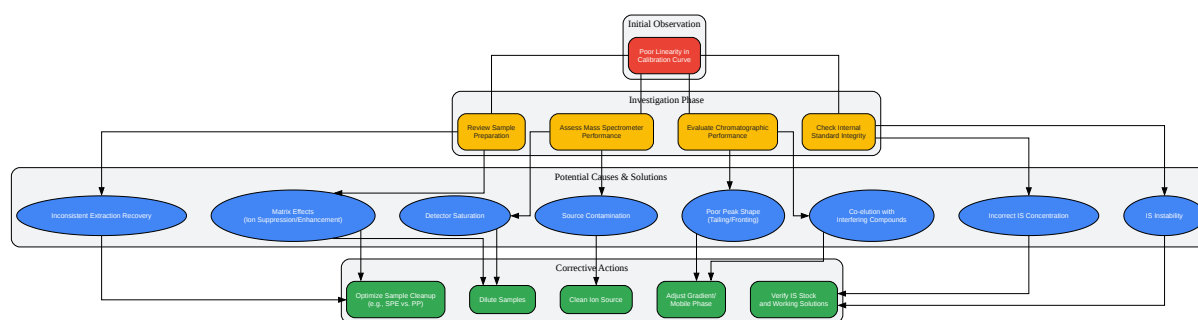 Initial Observation
Poor Linearity in
Calibration Curve
Investigation Phase
Review Sample
Preparation
Assess Mass Spectrometer
Performance
Evaluate Chromatographic
Performance
Check Internal
Standard Integrity
Potential Causes & Solutions
Inconsistent Extraction Recovery
Matrix Effects
(Ion Suppression/Enhancement)
Detector Saturation
Source Contamination
Poor Peak Shape
(Tailing/Fronting)
Co-elution with
Interfering Compounds
Incorrect IS Concentration
IS Instability
Corrective Actions
Optimize Sample Cleanup
(e.g., SPE vs. PP)
Dilute Samples
Clean Ion Source
Adjust Gradient/
Mobile Phase
Verify IS Stock
and Working Solutions